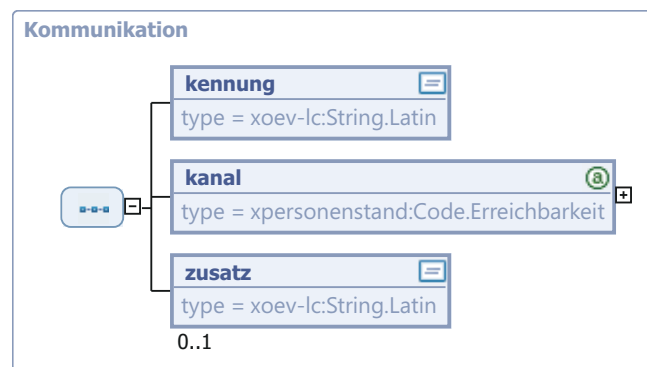 Kommunikation
kennung
type = xoev-lc:String.Latin
kanal
a
type = xpersonenstand:Code.Erreichbarkeit
zusatz
type = xoev-lc:String.Latin
0..1